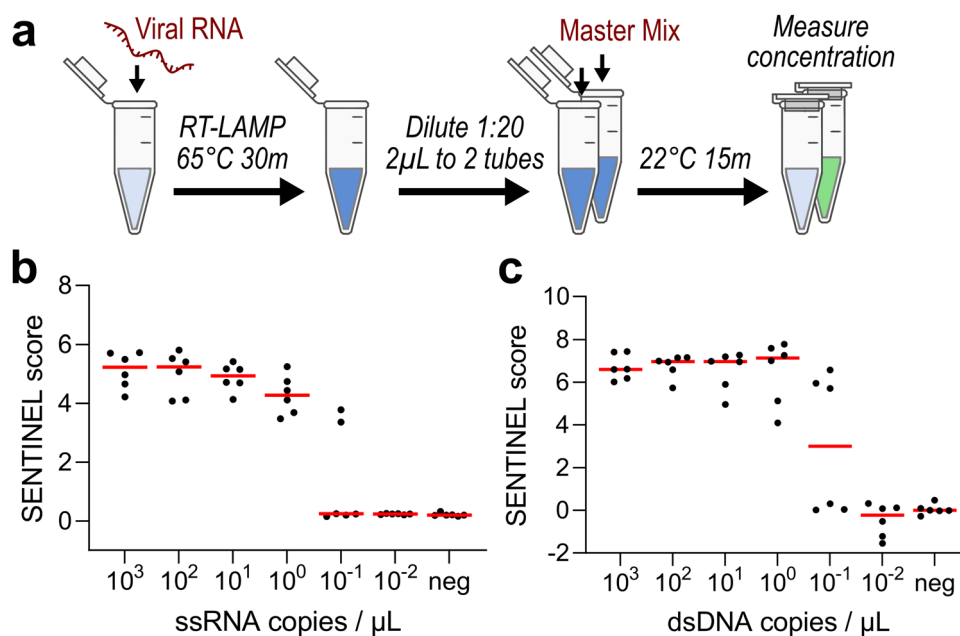 a
Viral RNA
RT-LAMP
65°C 30m
Dilute 1:20
2µL to 2 tubes
Master Mix
22°C 15m
Measure
concentration
b
SENTINEL score
8
6
4
2
0
10³ 10² 10¹ 10⁰ 10⁻¹ 10⁻² neg
ssRNA copies / µL
c
SENTINEL score
10
8
6
4
2
0
-2
10³ 10² 10¹ 10⁰ 10⁻¹ 10⁻² neg
dsDNA copies / µL